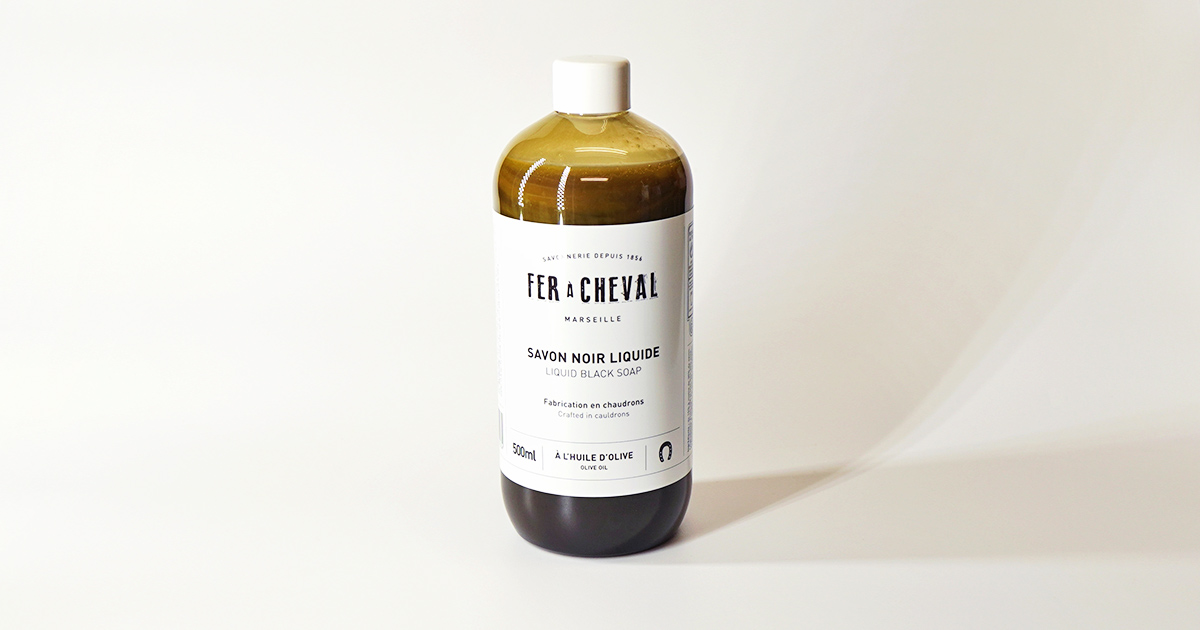 SAVONNERIE DEPUIS 1856
FER À CHEVAL
MARSEILLE
SAVON NOIR LIQUIDE
LIQUID BLACK SOAP
Fabrication en chaudrons
Crafted in cauldrons
500ml
À L'HUILE D'OLIVE
OLIVE OIL